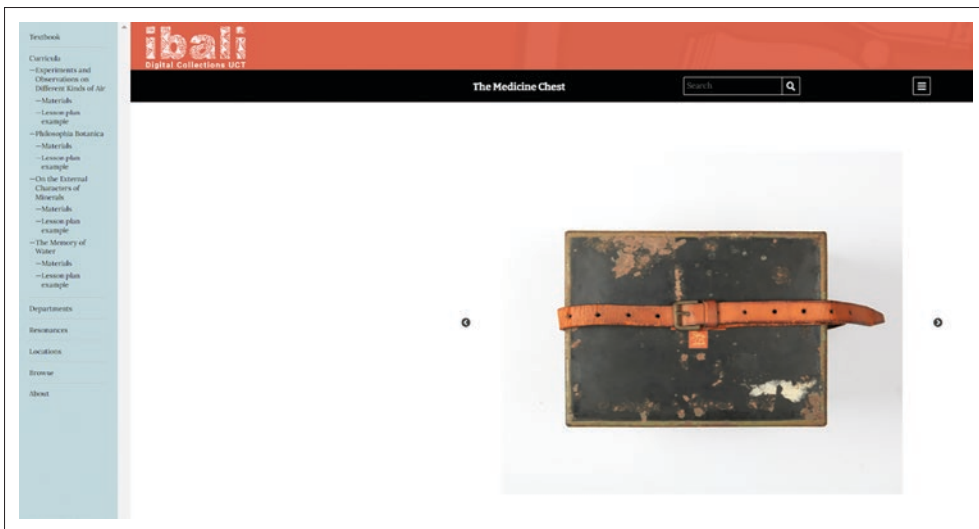 Textbook
Curricula
—Experiments and
Observations on
Different Kinds of Air
—Materials
—Lesson plan
example
—Philosophia Botanica
—Materials
—Lesson plan
example
—On the External
Characters of
Minerals
—Materials
—Lesson plan
example
—The Memory of
Water
—Materials
—Lesson plan
example
Departments
Resonances
Locations
Browse
About
ibali
Digital Collections UCT
The Medicine Chest
Search